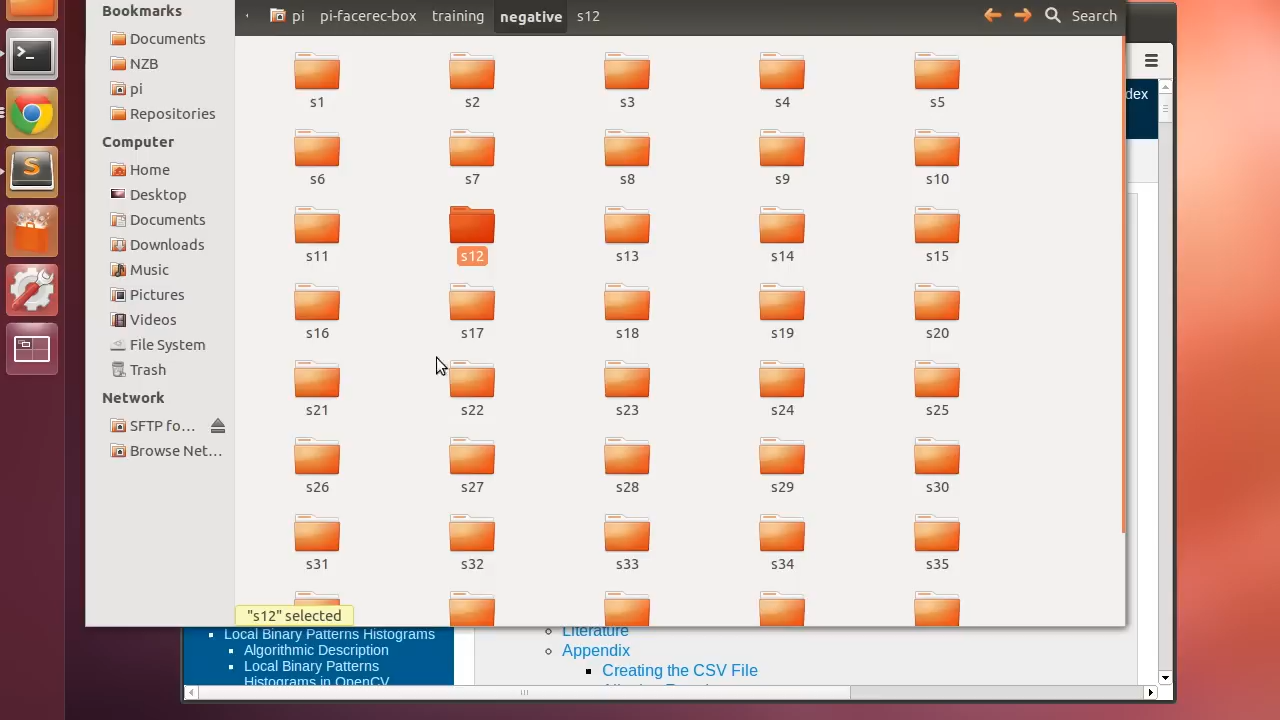 Bookmarks
Documents
NZB
pi
Repositories
Computer
Home
Desktop
Documents
Downloads
Music
Pictures
Videos
File System
Trash
Network
SFTP fo...
Browse Net...
pi pi-facerec-box training negative s12 Search
s1 s2 s3 s4 s5
s6 s7 s8 s9 s10
s11 s12 s13 s14 s15
s16 s17 s18 s19 s20
s21 s22 s23 s24 s25
s26 s27 s28 s29 s30
s31 s32 s33 s34 s35
"s12" selected
dex
Local Binary Patterns Histograms
Algorithmic Description
Local Binary Patterns
Histograms in OpenCV
Literature
Appendix
Creating the CSV File